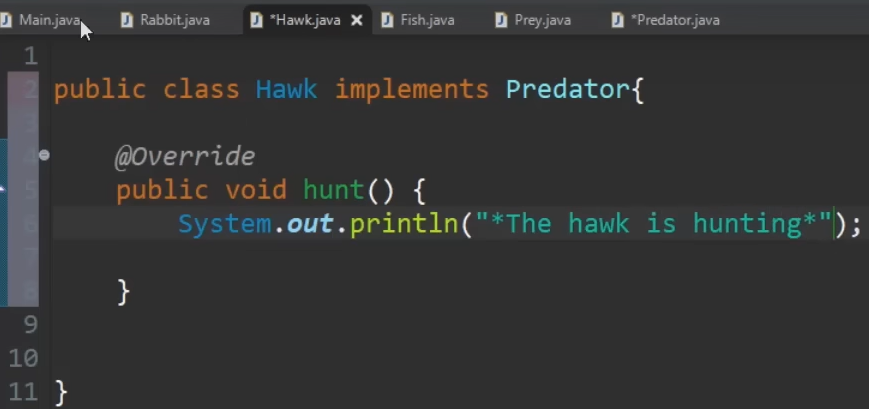 Main.java Rabbit.java *Hawk.java Fish.java Prey.java *Predator.java
1
2 public class Hawk implements Predator{
3
4 @Override
5 public void hunt() {
6 System.out.println("*The hawk is hunting*");
7
8 }
9
10
11 }